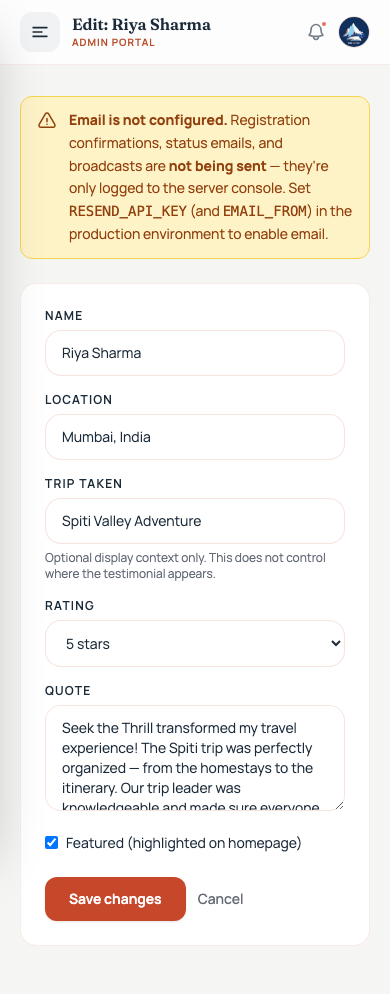 Edit: Riya Sharma
ADMIN PORTAL
Email is not configured. Registration
confirmations, status emails, and
broadcasts are not being sent — they're
only logged to the server console. Set
RESEND_API_KEY (and EMAIL_FROM) in the
production environment to enable email.
NAME
Riya Sharma
LOCATION
Mumbai, India
TRIP TAKEN
Spiti Valley Adventure
Optional display context only. This does not control
where the testimonial appears.
RATING
5 stars
QUOTE
Seek the Thrill transformed my travel
experience! The Spiti trip was perfectly
organized — from the homestays to the
itinerary. Our trip leader was
knowledgeable and made sure everyone
Featured (highlighted on homepage)
Save changes
Cancel